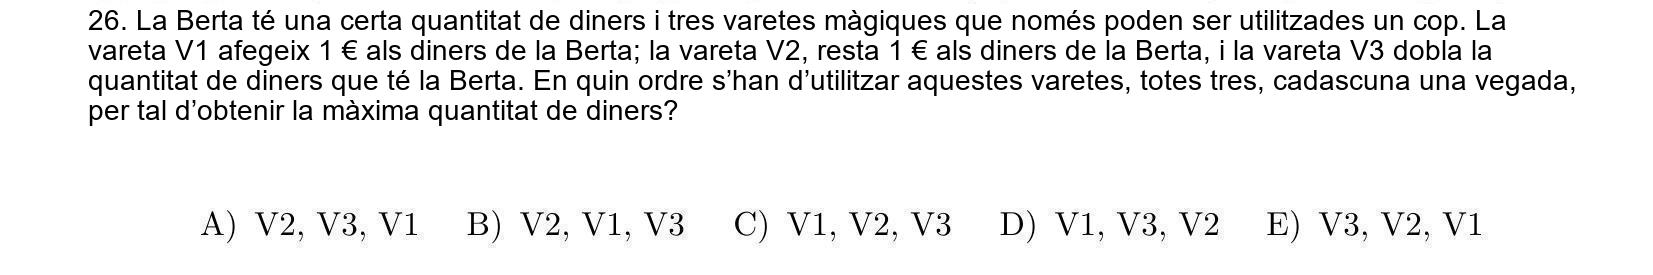 26. La Berta té una certa quantitat de diners i tres varetes màgiques que només poden ser utilitzades un cop. La
vareta V1 afegeix 1 € als diners de la Berta; la vareta V2, resta 1 € als diners de la Berta, i la vareta V3 dobla la
quantitat de diners que té la Berta. En quin ordre s’han d’utilitzar aquestes varetes, totes tres, cadascuna una vegada,
per tal d’obtenir la màxima quantitat de diners?
A) V2, V3, V1 B) V2, V1, V3 C) V1, V2, V3 D) V1, V3, V2 E) V3, V2, V1